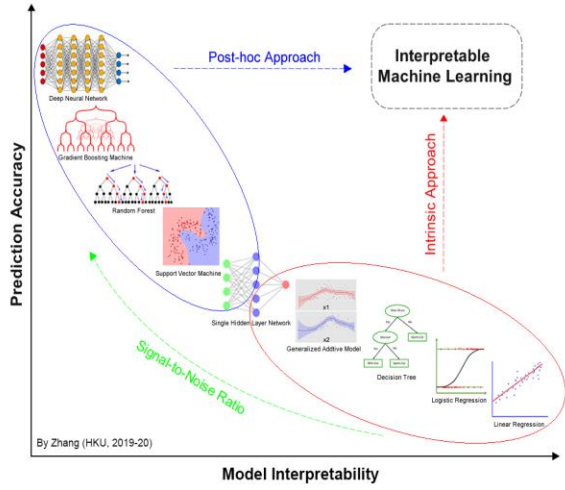 Prediction Accuracy
Post-hoc Approach
Interpretable
Machine Learning
Deep Neural Network
Gradient Boosting Machine
Random Forest
Support Vector Machine
Single Hidden Layer Network
x1
x2
Generalized Additive Model
Decision Tree
Logistic Regression
Linear Regression
Intrinsic Approach
Signal-to-Noise Ratio
By Zhang (HKU, 2019-20)
Model Interpretability